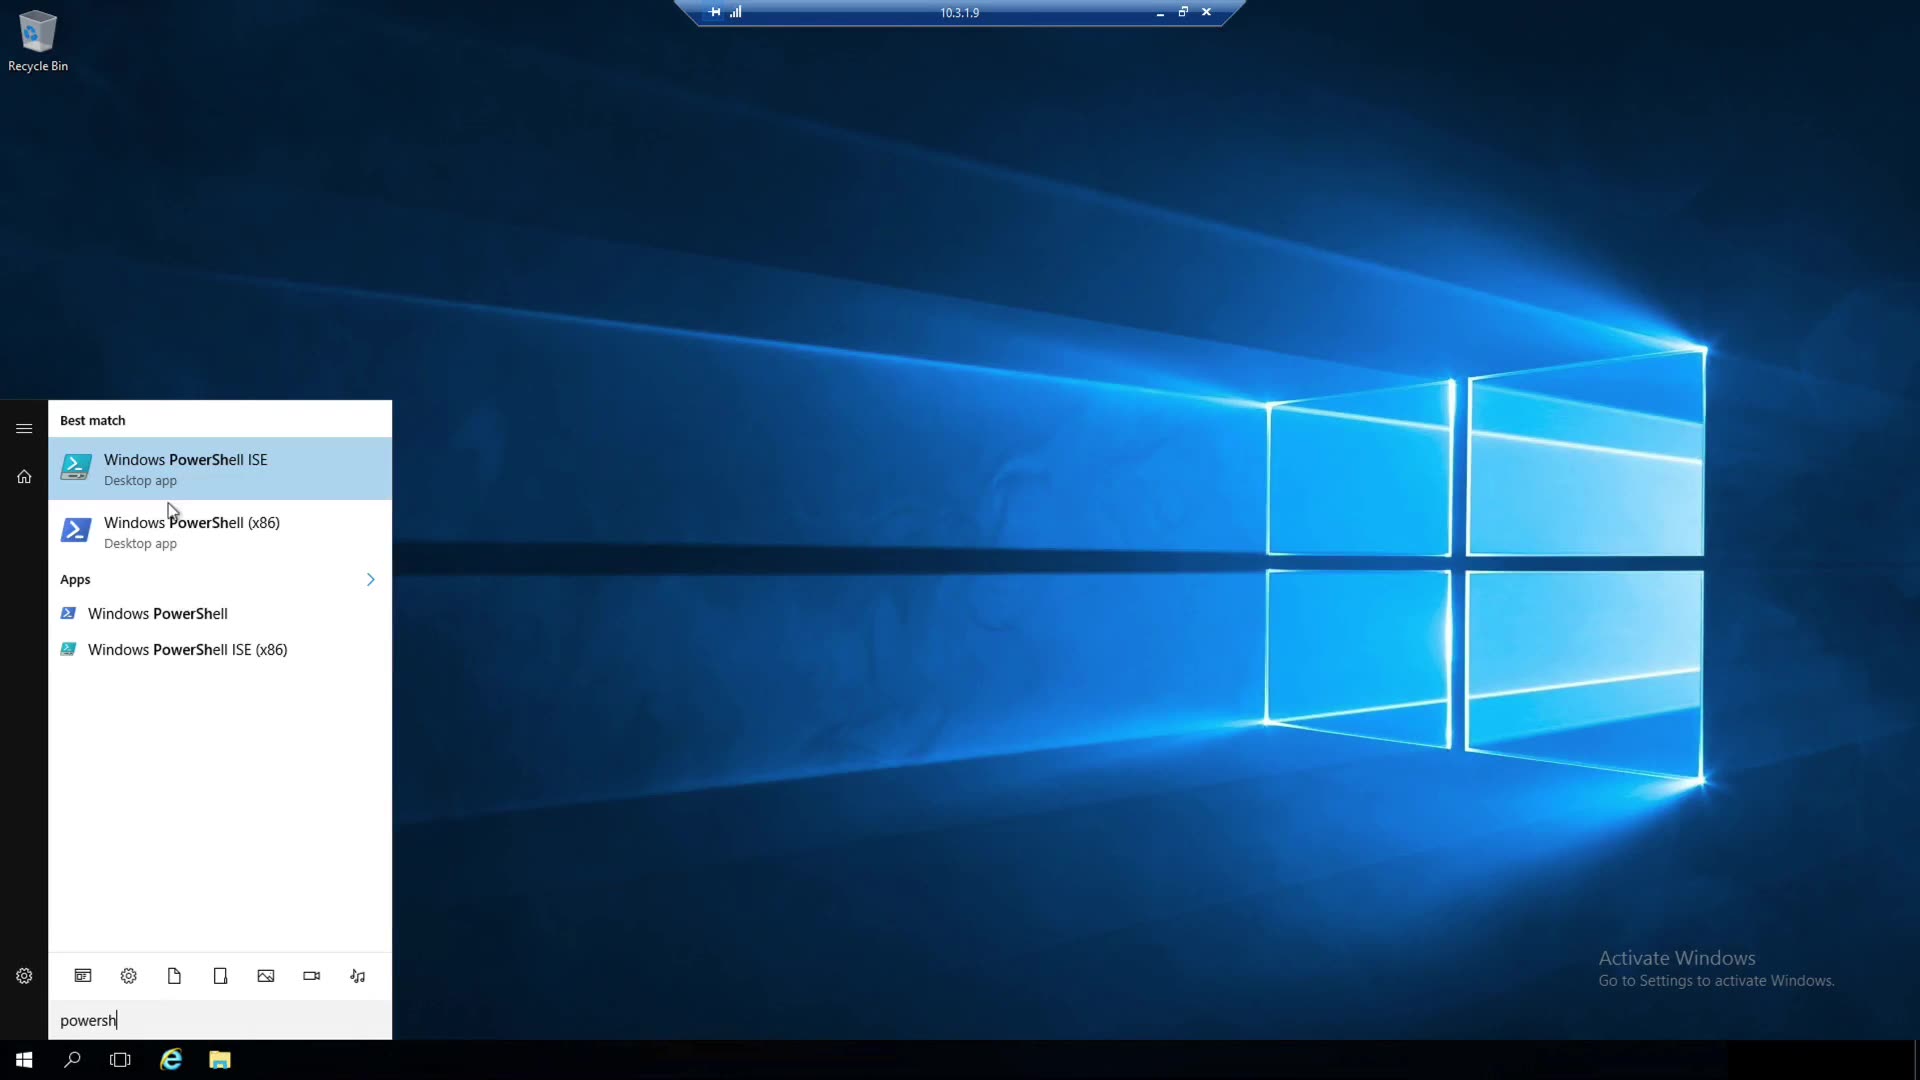 10.3.1.9
Recycle Bin
Best match
Windows PowerShell ISE
Desktop app
Windows PowerShell (x86)
Desktop app
Apps
Windows PowerShell
Windows PowerShell ISE (x86)
Activate Windows
Go to Settings to activate Windows.
powersh